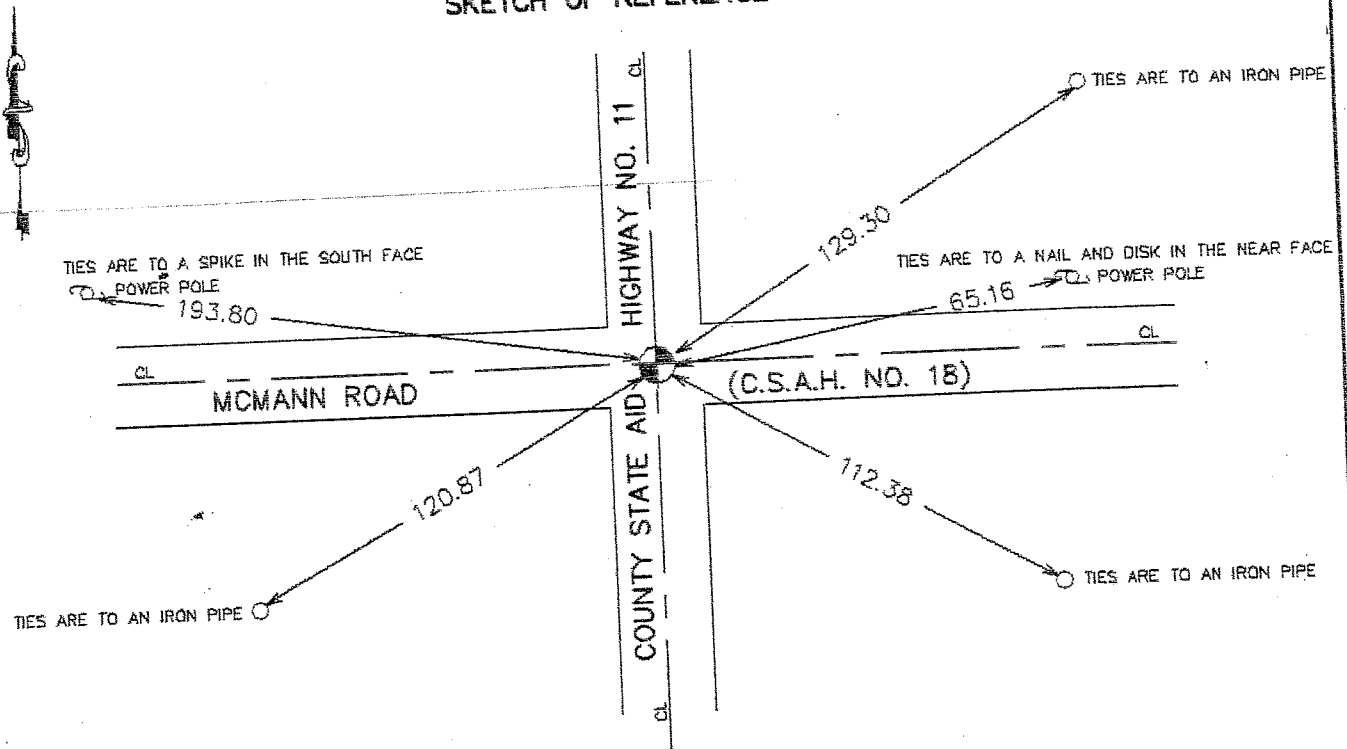 SKETCH OF REFERENCE
CL
HIGHWAY NO. 11
TIES ARE TO AN IRON PIPE
129.30
TIES ARE TO A SPIKE IN THE SOUTH FACE
POWER POLE
193.80
TIES ARE TO A NAIL AND DISK IN THE NEAR FACE
POWER POLE
65.16
CL
CL
MCMANN ROAD
(C.S.A.H. NO. 18)
COUNTY STATE AID
120.87
112.38
TIES ARE TO AN IRON PIPE
TIES ARE TO AN IRON PIPE
CL